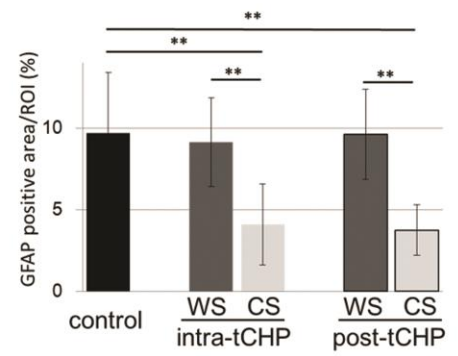 **
**
**
**
GFAP positive area/ROI (%)
10
5
0
control
WS CS
intra-tCHP
WS CS
post-tCHP